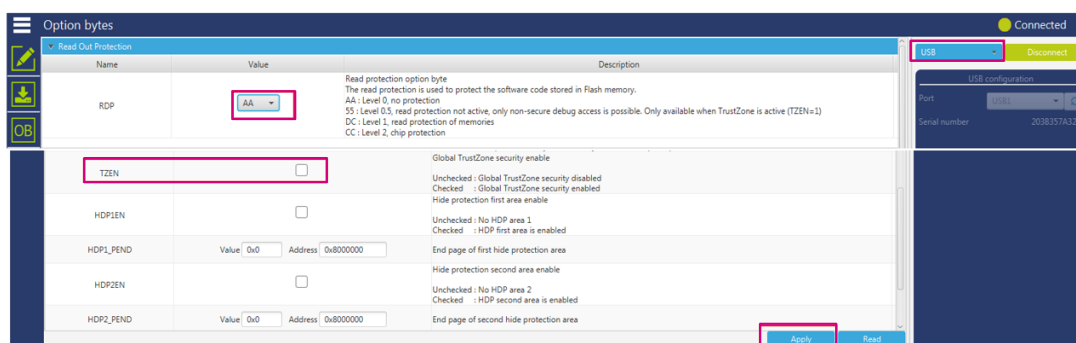 Option bytes
Connected
Read Out Protection
USB
Disconnect
Name Value Description
USB configuration
RDP
AA
Read protection option byte
The read protection is used to protect the software code stored in Flash memory.
AA : Level 0, no protection
55 : Level 0.5, read protection not active, only non-secure debug access is possible. Only available when TrustZone is active (TZEN=1)
DC : Level 1, read protection of memories
CC : Level 2, chip protection
Port USB1
Serial number 2038357A32
OB
TZEN
Global TrustZone security enable
Unchecked : Global TrustZone security disabled
Checked : Global TrustZone security enabled
HDP1EN
Hide protection first area enable
Unchecked : No HDP area 1
Checked : HDP first area is enabled
HDP1_PEND Value 0x0 Address 0x8000000 End page of first hide protection area
HDP2EN
Hide protection second area enable
Unchecked : No HDP area 2
Checked : HDP second area is enabled
HDP2_PEND Value 0x0 Address 0x8000000 End page of second hide protection area
Apply Read